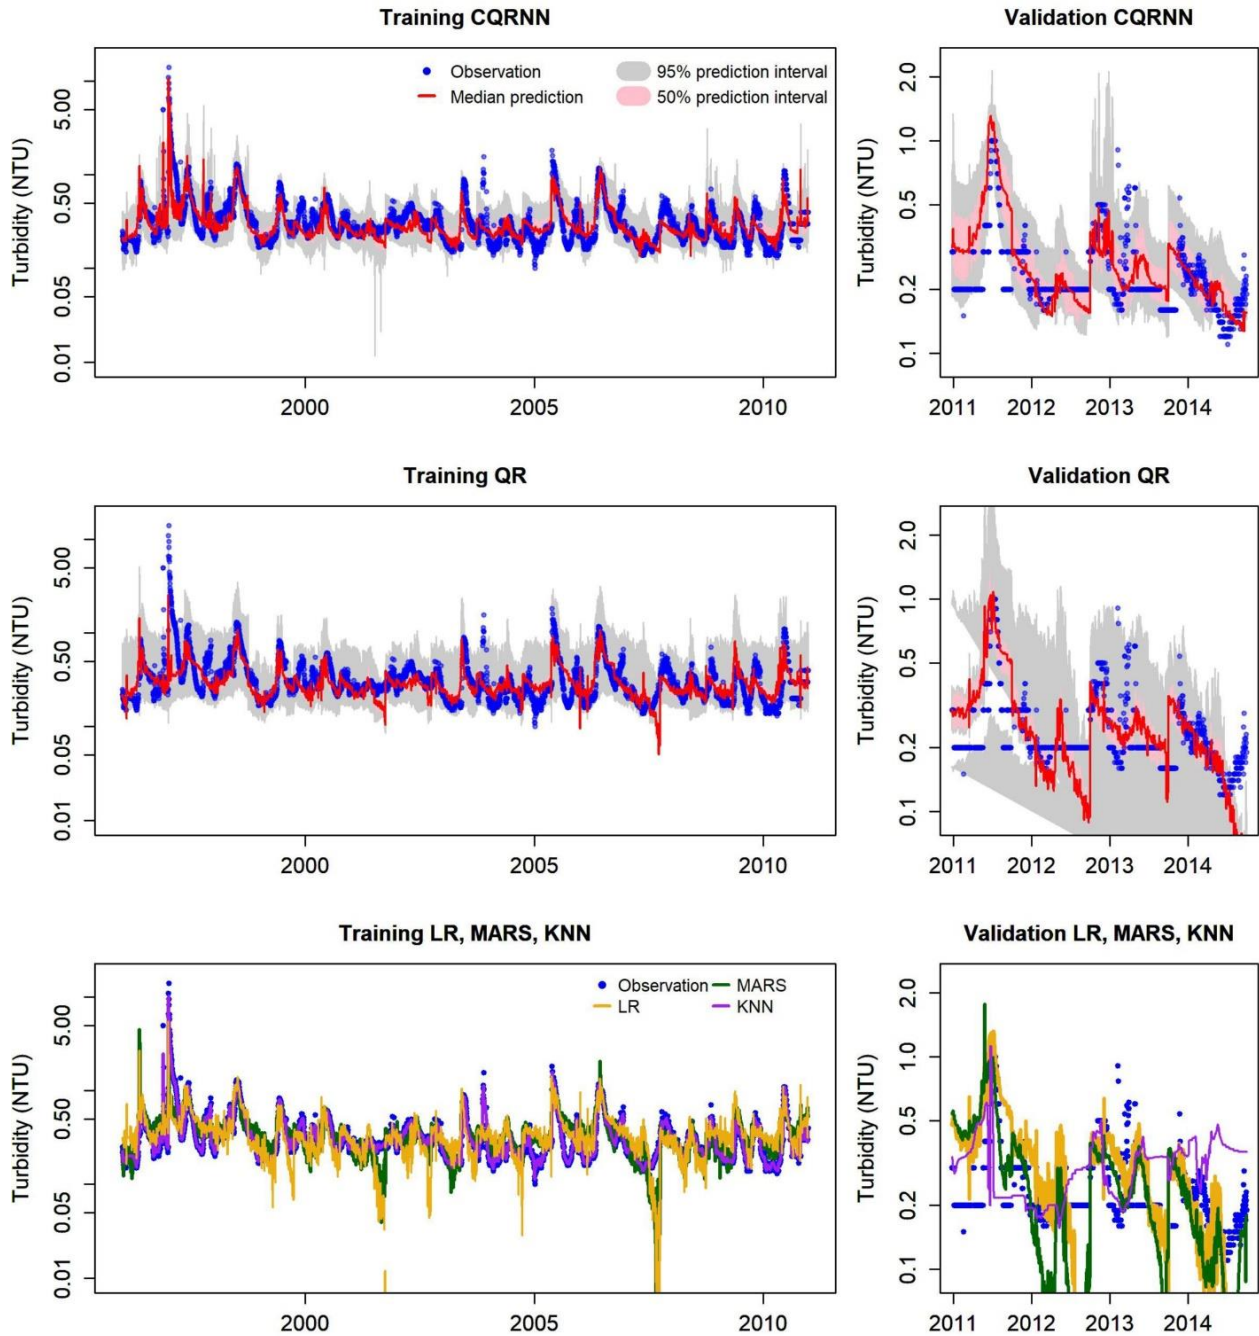 Training CQRNN
Validation CQRNN
Turbidity (NTU)
5.00
0.50
0.05
0.01
Observation
Median prediction
95% prediction interval
50% prediction interval
2000
2005
2010
Turbidity (NTU)
2.0
1.0
0.5
0.2
0.1
2011
2012
2013
2014
Training QR
Validation QR
Turbidity (NTU)
5.00
0.50
0.05
0.01
2000
2005
2010
Turbidity (NTU)
2.0
1.0
0.5
0.2
0.1
2011
2012
2013
2014
Training LR, MARS, KNN
Validation LR, MARS, KNN
Turbidity (NTU)
5.00
0.50
0.05
0.01
Observation
LR
MARS
KNN
2000
2005
2010
Turbidity (NTU)
2.0
1.0
0.5
0.2
0.1
2011
2012
2013
2014